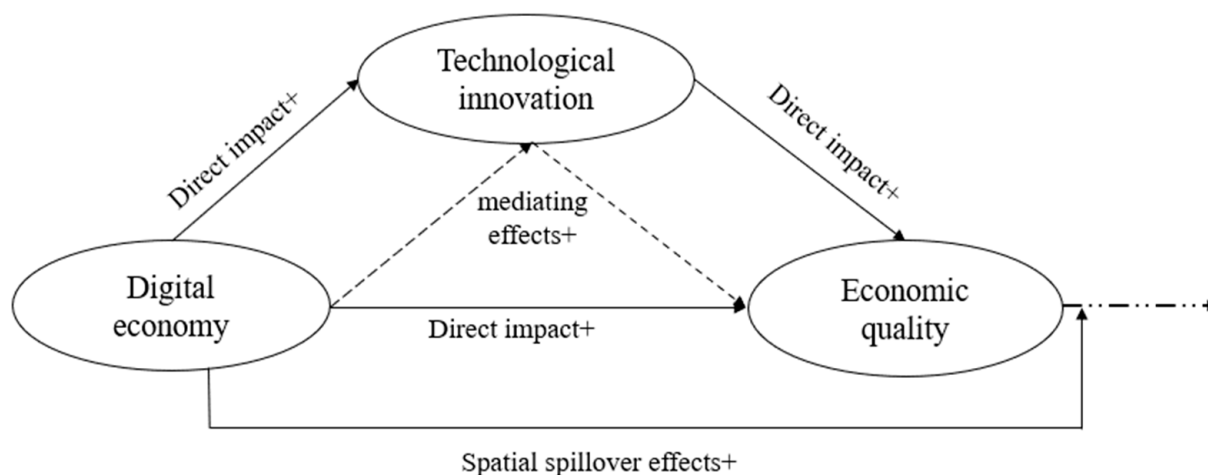 Technological
innovation
Direct impact+
Direct impact+
mediating
effects+
Digital
economy
Economic
quality
Direct impact+
Spatial spillover effects+